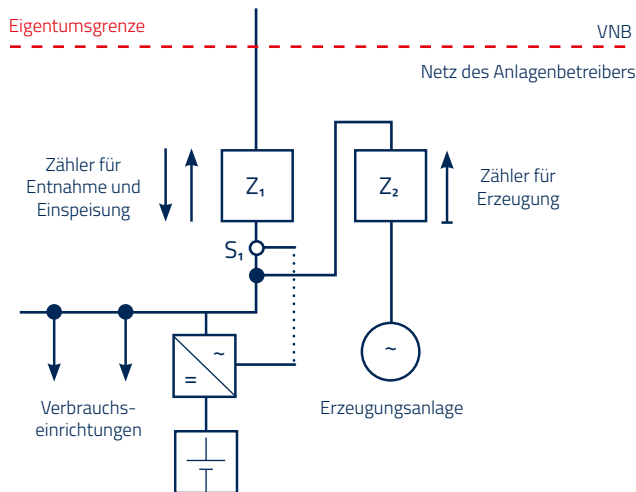 Eigentumsgrenze
VNB
Netz des Anlagenbetreibers
Zähler für
Entnahme und
Einspeisung
Z₁
Z₂
Zähler für
Erzeugung
S₁
~
=
~
Verbrauchs-
einrichtungen
Erzeugungsanlage